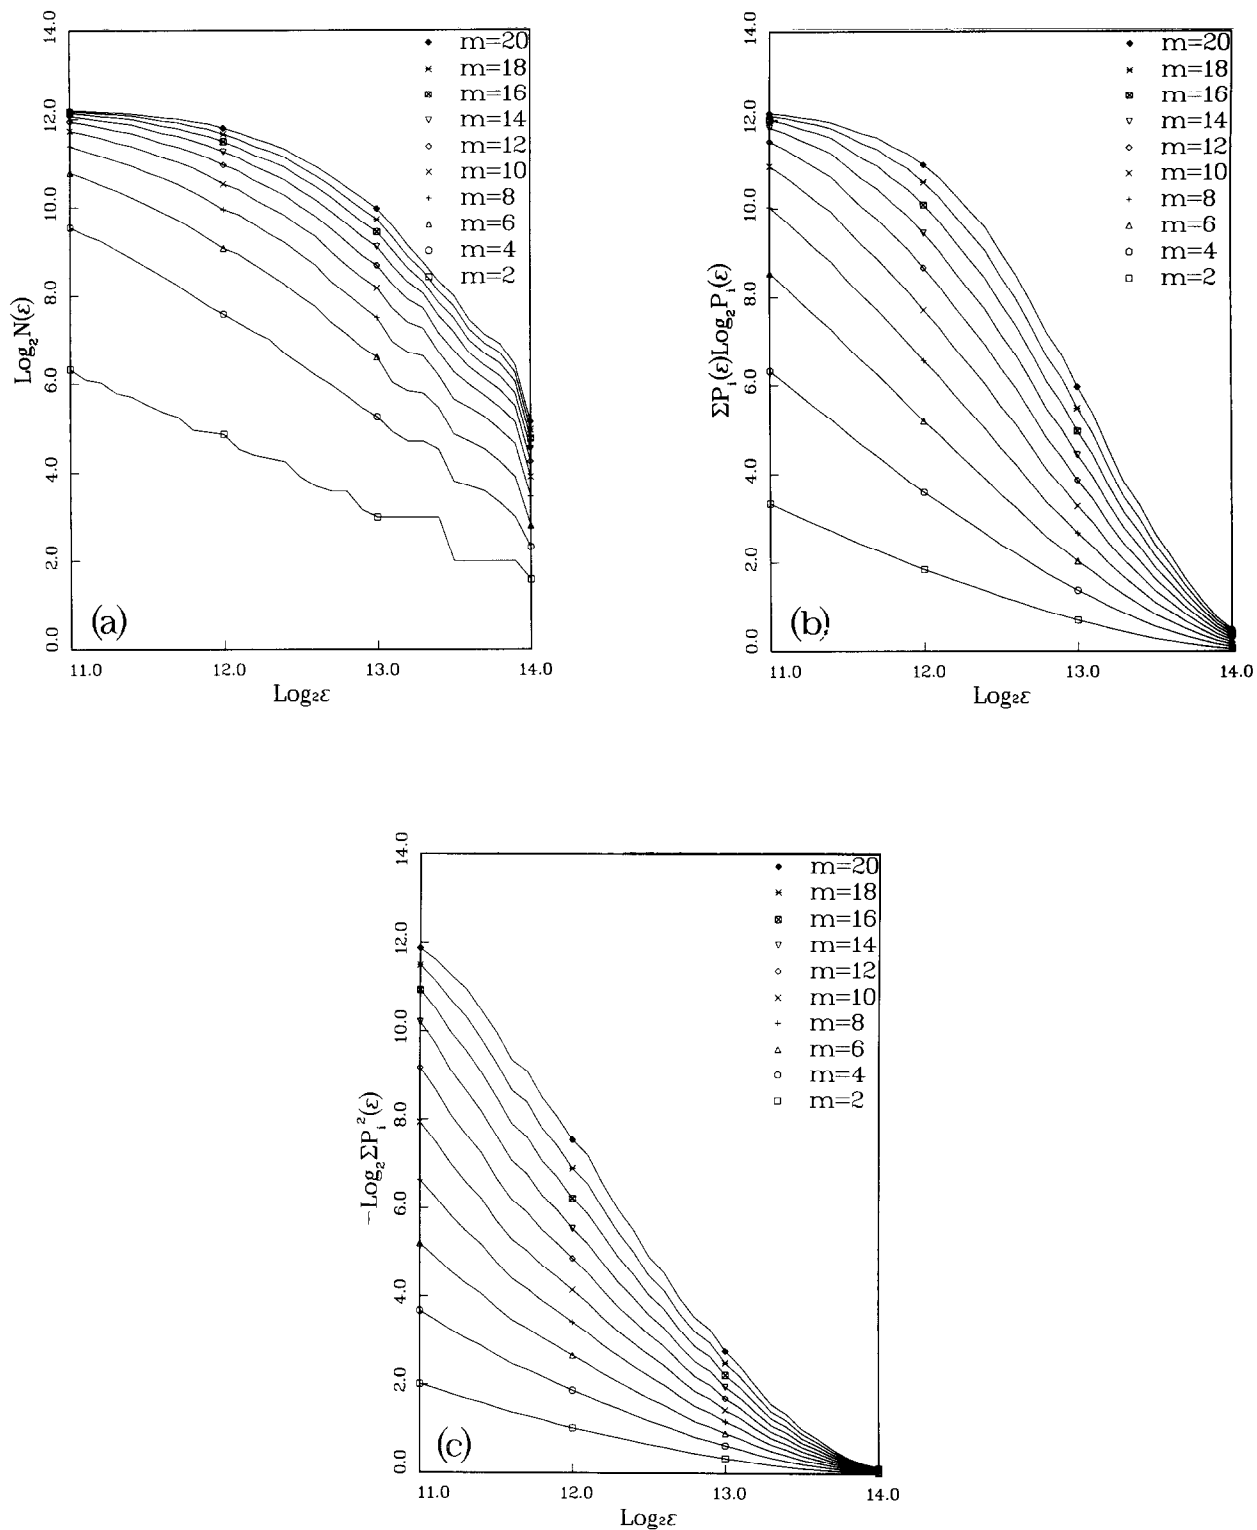 14.0
12.0
10.0
8.0
6.0
4.0
2.0
0.0
Log₂N(ε)
m=20
m=18
m=16
m=14
m=12
m=10
m=8
m=6
m=4
m=2
(a)
11.0 12.0 13.0 14.0
Log₂ε
14.0
12.0
10.0
8.0
6.0
4.0
2.0
0.0
ΣPᵢ(ε)Log₂Pᵢ(ε)
m=20
m=18
m=16
m=14
m=12
m=10
m=8
m=6
m=4
m=2
(b)
11.0 12.0 13.0 14.0
Log₂ε
14.0
12.0
10.0
8.0
6.0
4.0
2.0
0.0
−Log₂ΣPᵢ²(ε)
m=20
m=18
m=16
m=14
m=12
m=10
m=8
m=6
m=4
m=2
(c)
11.0 12.0 13.0 14.0
Log₂ε